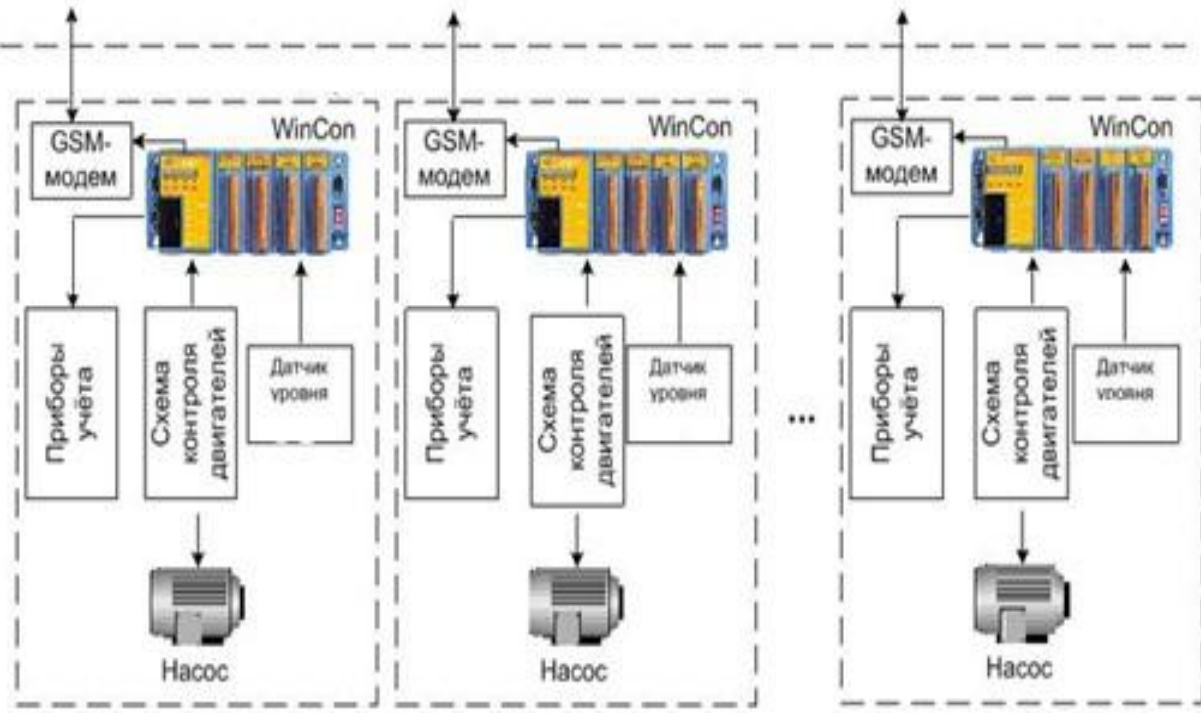 GSM-
модем
WinCon
Приборы
учёта
Схема
контроля
двигателей
Датчик
уровня
Насос
GSM-
модем
WinCon
Приборы
учёта
Схема
контроля
двигателей
Датчик
уровня
Насос
...
GSM-
модем
WinCon
Приборы
учёта
Схема
контроля
двигателей
Датчик
Насос